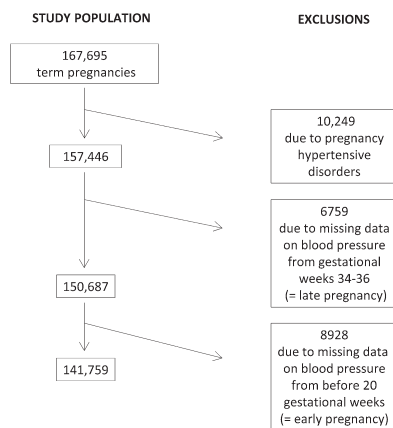 STUDY POPULATION
EXCLUSIONS
167,695
term pregnancies
10,249
due to pregnancy
hypertensive
disorders
157,446
6759
due to missing data
on blood pressure
from gestational
weeks 34-36
(= late pregnancy)
150,687
8928
due to missing data
on blood pressure
from before 20
gestational weeks
(= early pregnancy)
141,759